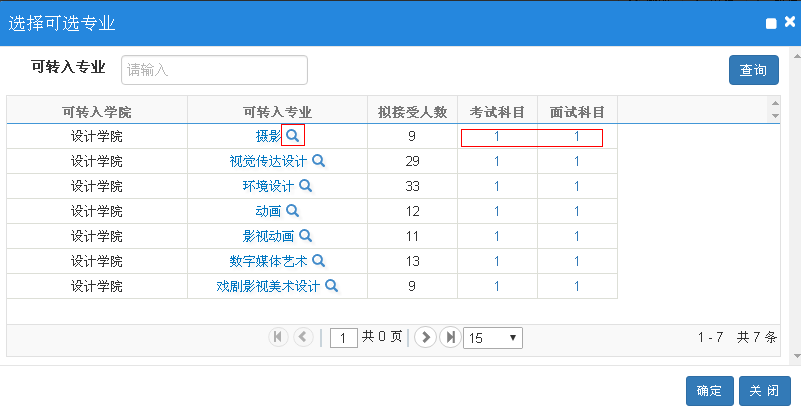 选择可选专业
可转入专业 请输入 查询
可转入学院 可转入专业 拟接受人数 考试科目 面试科目
设计学院 摄影 9 1 1
设计学院 视觉传达设计 29 1 1
设计学院 环境设计 33 1 1
设计学院 动画 12 1 1
设计学院 影视动画 11 1 1
设计学院 数字媒体艺术 13 1 1
设计学院 戏剧影视美术设计 9 1 1
1 共 0 页 15 1 - 7 共 7 条
确定 关 闭